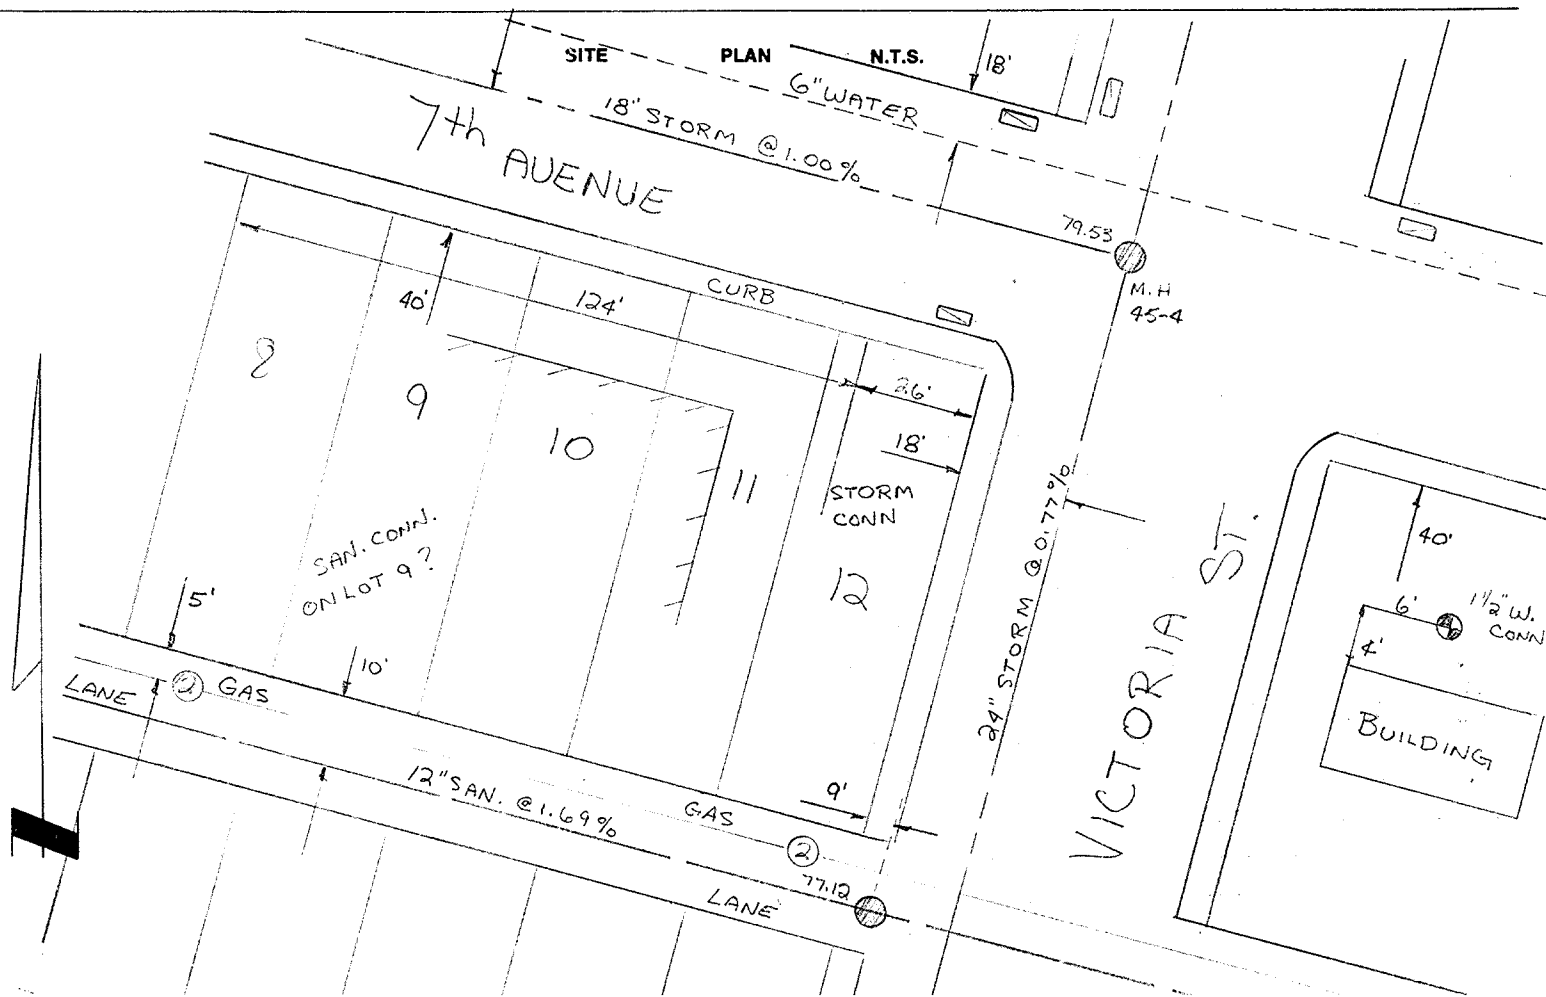 SITE PLAN N.T.S.
18'
6" WATER
18" STORM @ 1.00%
7th AVENUE
79.53
M.H
45-4
CURB
40'
124'
26'
18'
8
9
10
11
12
STORM
CONN
SAN. CONN.
ON LOT 9?
5'
10'
24" STORM @ 0.77%
VICTORIA ST.
40'
6'
1 1/2" W.
CONN
4'
BUILDING
LANE
2 GAS
12" SAN. @ 1.69%
GAS
2
9'
77.12
LANE